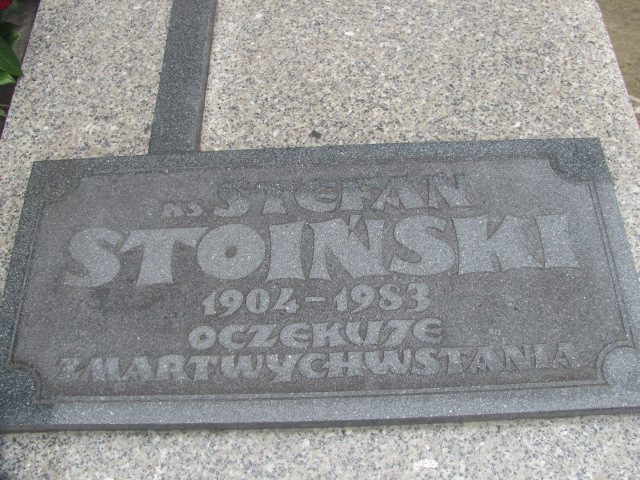 KS. STEFAN
STOIŃSKI
1904 – 1983
OCZEKUJE
ZMARTWYCHWSTANIA